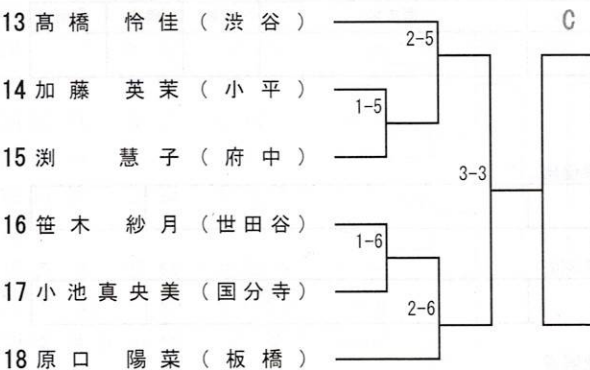 13 髙橋 怜佳 (渋谷)
C
2-5
14 加藤 英茉 (小平)
1-5
15 渕 慧子 (府中)
3-3
16 笹木 紗月 (世田谷)
1-6
17 小池真央美 (国分寺)
2-6
18 原口 陽菜 (板橋)